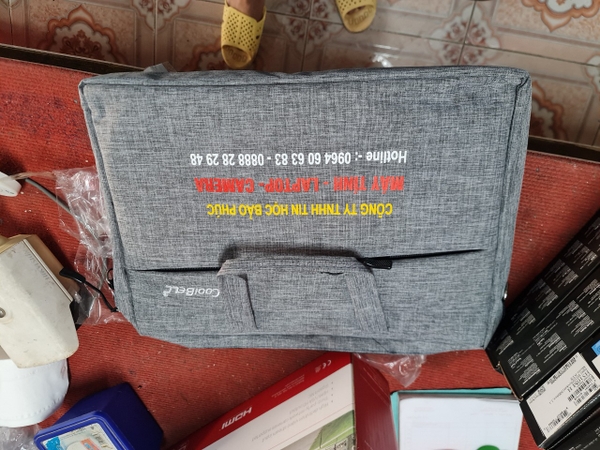 CÔNG TY TNHH TIN HỌC BẢO PHÚC
MÁY TÍNH - LAPTOP- CAMERA
Hotline -: 0964 60 63 83 - 0888 28 29 48
COOLBELL
HDMI